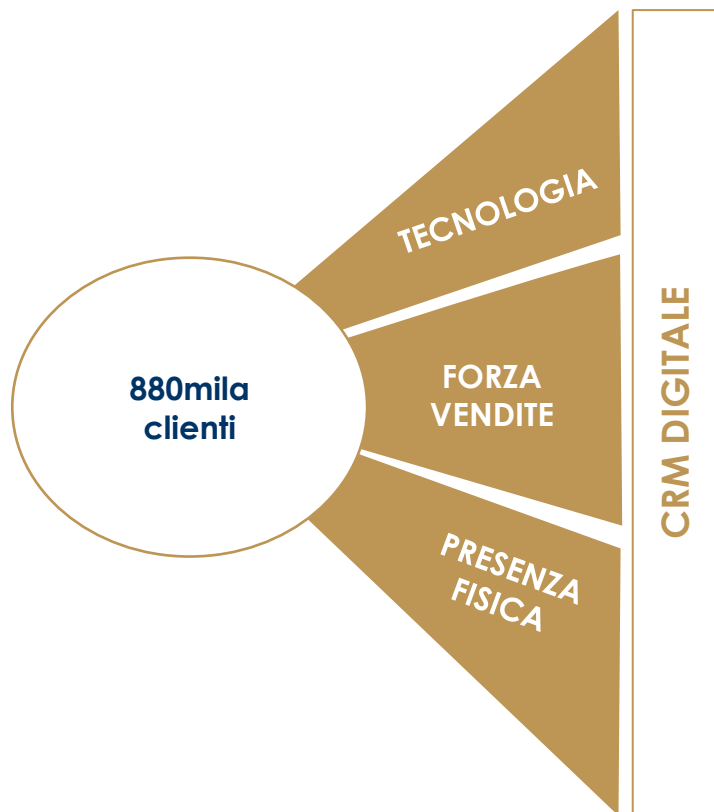 880mila
clienti
TECNOLOGIA
FORZA
VENDITE
PRESENZA
FISICA
CRM DIGITALE